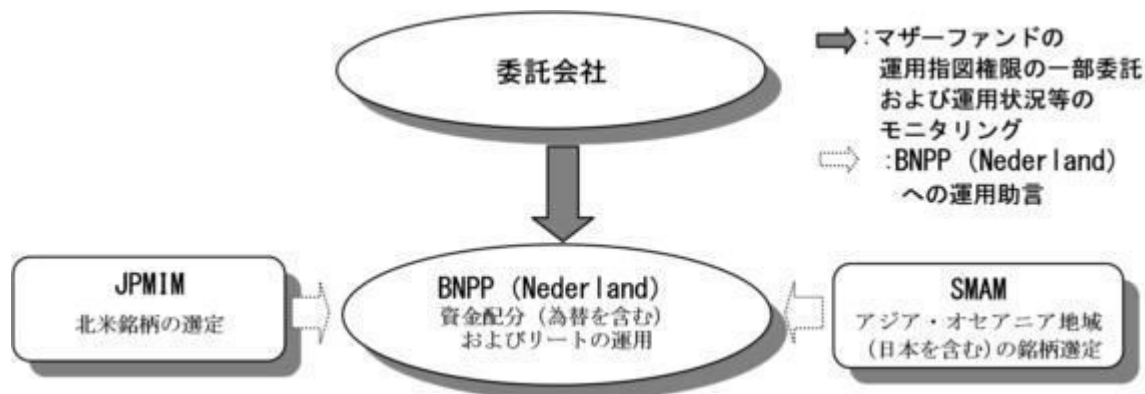 委託会社
:マザーファンドの
運用指図権限の一部委託
および運用状況等の
モニタリング
:BNPP (Nederland)
への運用助言
JPMIM
北米銘柄の選定
BNPP (Nederland)
資金配分(為替を含む)
およびリートの運用
SMAM
アジア・オセアニア地域
(日本を含む)の銘柄選定